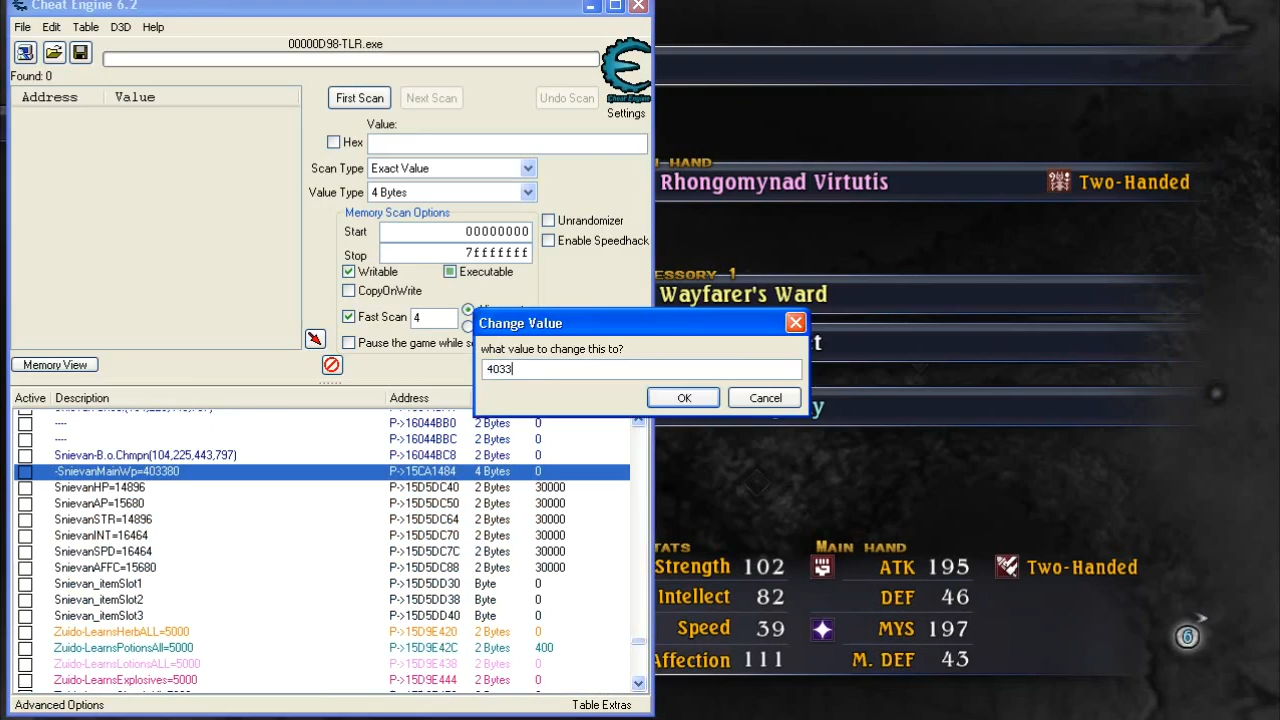 Cheat Engine 6.2
File Edit Table D3D Help
00000D98-TLR.exe
Found: 0
Address Value
First Scan Next Scan Undo Scan
Cheat Engine
Settings
Value:
Hex
Scan Type Exact Value
Value Type 4 Bytes
Memory Scan Options
Start 00000000
Stop 7fffffff
Unrandomizer
Enable Speedhack
Writable Executable
CopyOnWrite
Fast Scan 4
Pause the game while
Memory View
Change Value
what value to change this to?
4033
OK Cancel
Active Description Address 2 Bytes
---- P->16044BB0 2 Bytes 0
---- P->16044BBC 2 Bytes 0
Snievan-B.o.Chmpn(104,225,443,797) P->16044BC8 2 Bytes 0
-SnievanMainWp=403380 P->15CA1484 4 Bytes 0
SnievanHP=14896 P->15D5DC40 2 Bytes 30000
SnievanAP=15680 P->15D5DC50 2 Bytes 30000
SnievanSTR=14896 P->15D5DC64 2 Bytes 30000
SnievanINT=16464 P->15D5DC70 2 Bytes 30000
SnievanSPD=16464 P->15D5DC7C 2 Bytes 30000
SnievanAFFC=15680 P->15D5DC88 2 Bytes 30000
Snievan_itemSlot1 P->15D5DD30 Byte 0
Snievan_itemSlot2 P->15D5DD38 Byte 0
Snievan_itemSlot3 P->15D5DD40 Byte 0
Zuido-LearnsHerbALL=5000 P->15D9E420 2 Bytes 0
Zuido-LearnsPotionsAll=5000 P->15D9E42C 2 Bytes 400
Zuido-LearnsLotionsALL=5000 P->15D9E438 2 Bytes 0
Zuido-LearnsExplosives=5000 P->15D9E444 2 Bytes 0
Advanced Options Table Extras
Rhongomynad Virtutis Two-Handed
Wayfarer's Ward
Main hand
Strength 102 ATK 195 Two-Handed
Intellect 82 DEF 46
Speed 39 MYS 197
Affection 111 M. DEF 43
6